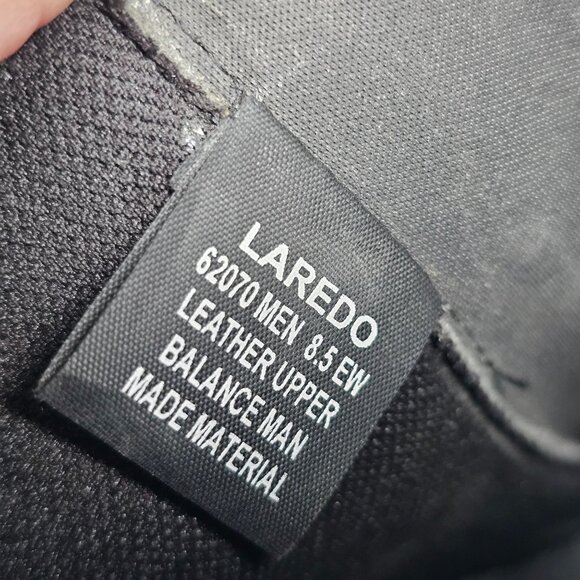 LAREDO
62070 MEN 8.5 EW
LEATHER UPPER
BALANCE MAN
MADE MATERIAL